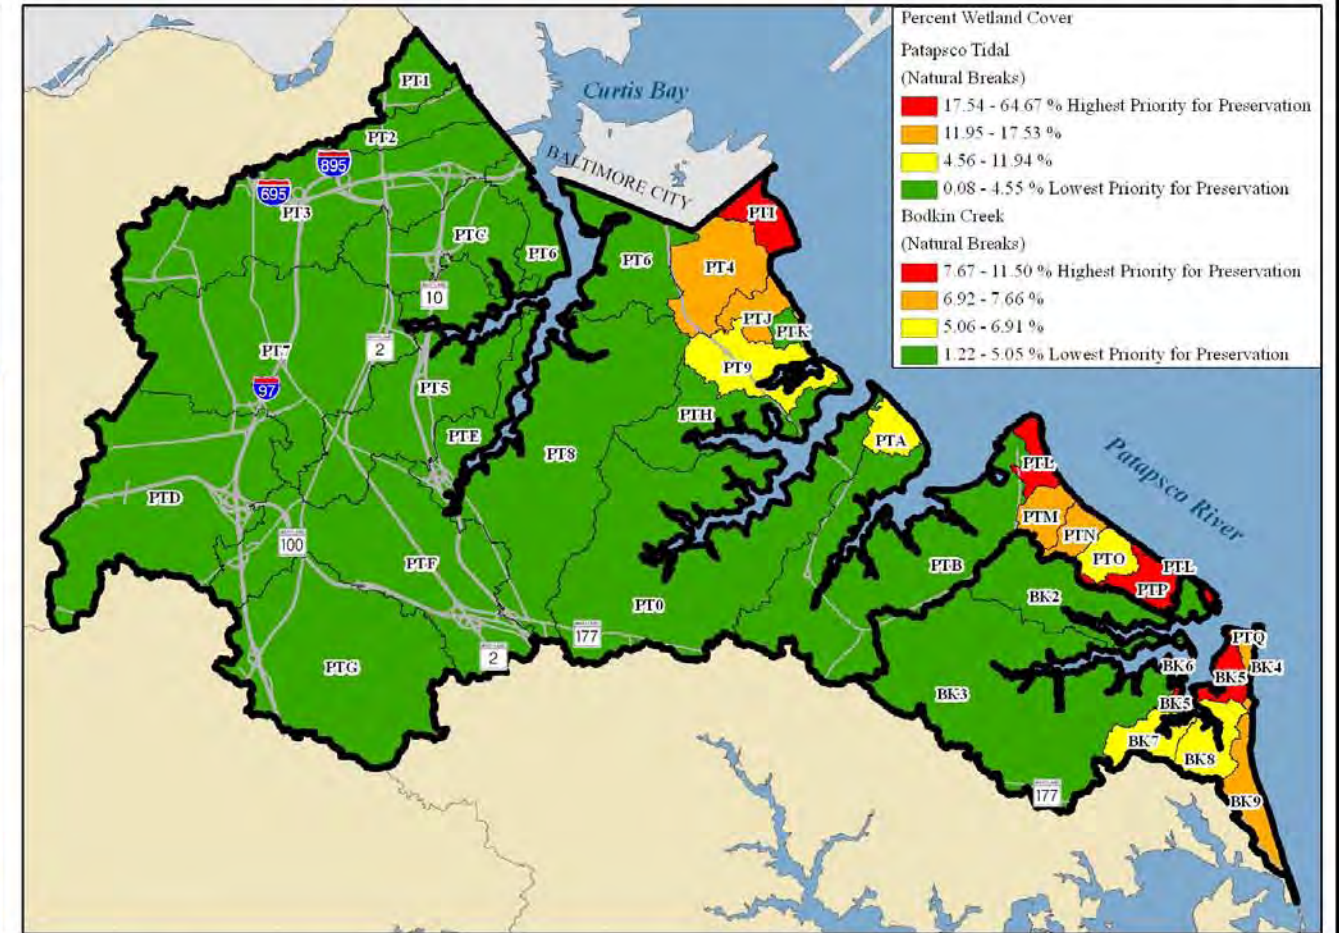 Percent Wetland Cover
Patapsco Tidal
(Natural Breaks)
17.54 - 64.67 % Highest Priority for Preservation
11.95 - 17.53 %
4.56 - 11.94 %
0.08 - 4.55 % Lowest Priority for Preservation
Bodkin Creek
(Natural Breaks)
7.67 - 11.50 % Highest Priority for Preservation
6.92 - 7.66 %
5.06 - 6.91 %
1.22 - 5.05 % Lowest Priority for Preservation
Curtis Bay
BALTIMORE CITY
Patapsco River
PT1
PT2
895
695
PT3
PTI
PTC
PT6
PT6
PT4
10
PTJ
PTK
2
PT7
PT9
97
PT5
PTH
PTE
PTA
PT8
PTL
PTD
PTM
PTN
100
PTO
PTL
PTF
PTB
PTP
BK2
PT0
177
PTQ
2
PTG
BK6
BK4
BK5
BK3
BK5
BK7
BK8
177
BK9